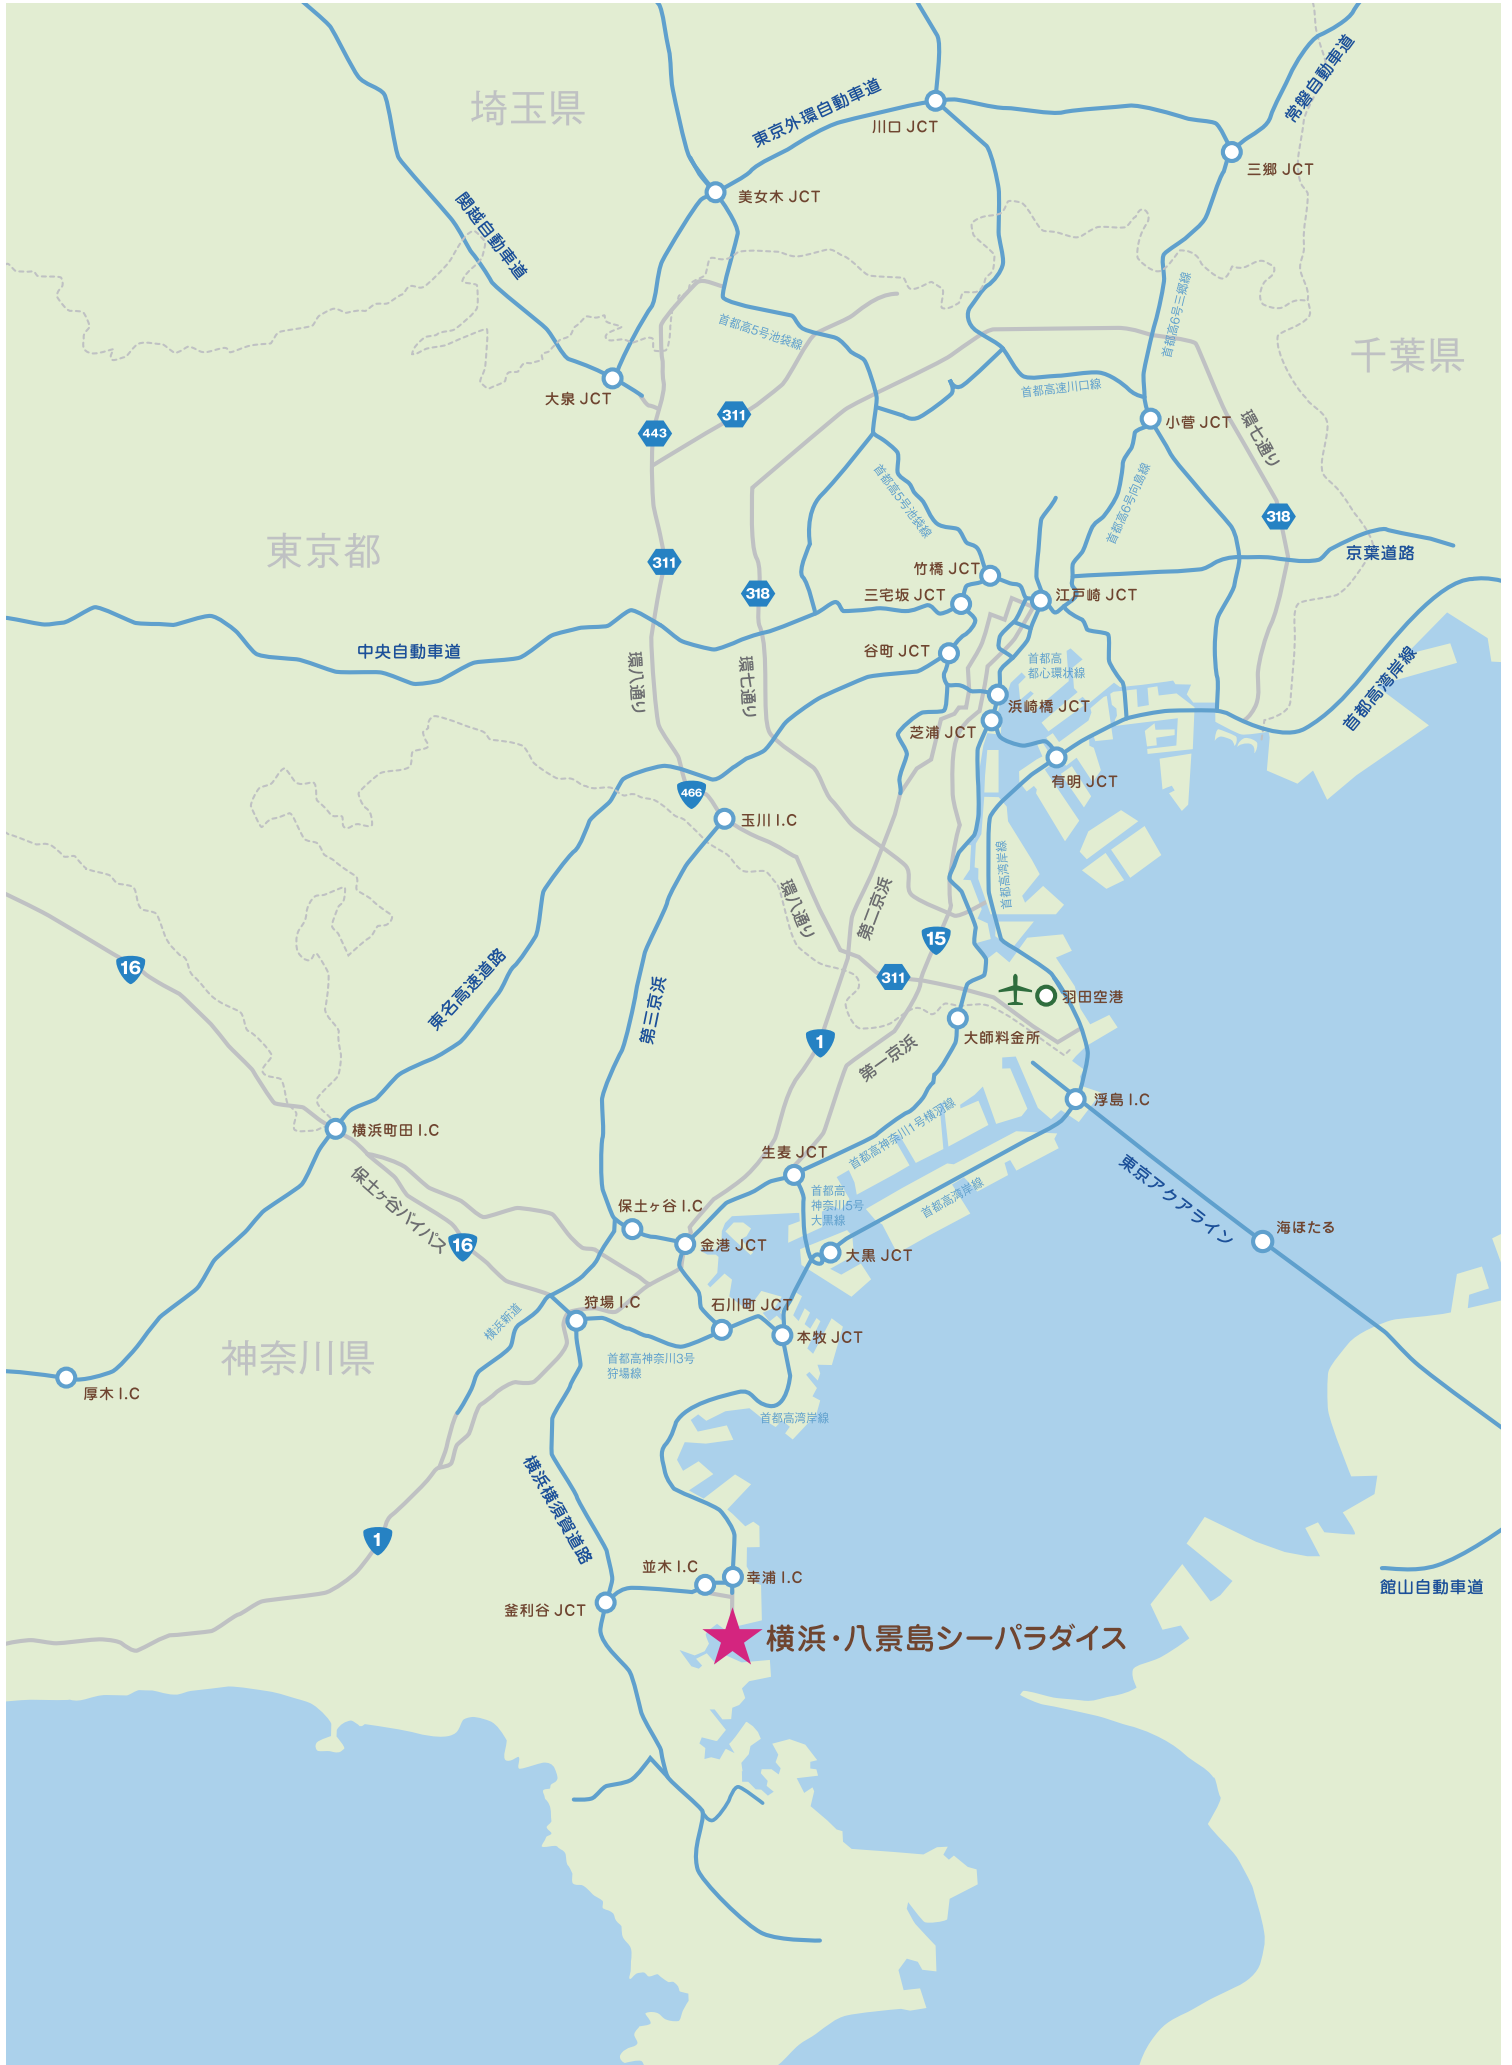 常磐自動車道
埼玉県
東京外環自動車道
川口 JCT
三郷 JCT
美女木 JCT
関越自動車道
首都高6号三郷線
首都高5号池袋線
千葉県
大泉 JCT
首都高速川口線
311
443
小菅 JCT
環七通り
首都高5号池袋線
首都高6号向島線
318
東京都
京葉道路
311
竹橋 JCT
318
三宅坂 JCT
江戸崎 JCT
中央自動車道
谷町 JCT
首都高
都心環状線
環八通り
環七通り
首都高湾岸線
浜崎橋 JCT
芝浦 JCT
有明 JCT
466
玉川 I.C
首都高湾岸線
環八通り
第二京浜
15
16
東名高速道路
311
羽田空港
第三京浜
大師料金所
1
第一京浜
浮島 I.C
横浜町田 I.C
首都高神奈川1号横羽線
生麦 JCT
東京アクアライン
保土ヶ谷バイパス
首都高
神奈川5号
大黒線
首都高湾岸線
保土ヶ谷 I.C
海ほたる
16
金港 JCT
大黒 JCT
狩場 I.C
石川町 JCT
横浜新道
本牧 JCT
神奈川県
首都高神奈川3号
狩場線
厚木 I.C
首都高湾岸線
横浜横須賀道路
1
並木 I.C
幸浦 I.C
館山自動車道
釜利谷 JCT
横浜・八景島シーパラダイス